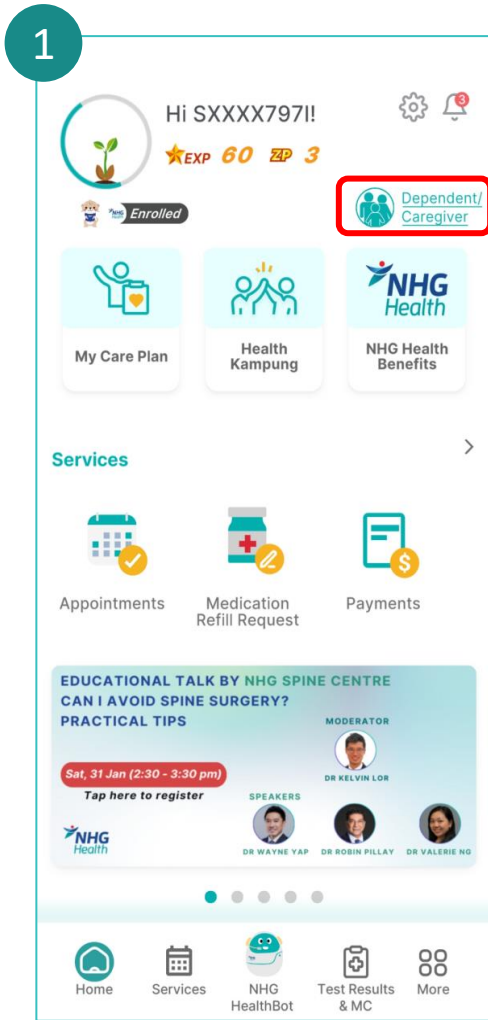 1
Hi SXXXX797I!
3
EXP 60 ZP 3
NHG Health Enrolled
Dependent/
Caregiver
NHG
Health
My Care Plan
Health
Kampung
NHG Health
Benefits
Services
Appointments
Medication
Refill Request
Payments
EDUCATIONAL TALK BY NHG SPINE CENTRE
CAN I AVOID SPINE SURGERY?
PRACTICAL TIPS
MODERATOR
DR KELVIN LOR
Sat, 31 Jan (2:30 - 3:30 pm)
Tap here to register
SPEAKERS
NHG
Health
DR WAYNE YAP
DR ROBIN PILLAY
DR VALERIE NG
Home
Services
NHG
HealthBot
Test Results
& MC
More